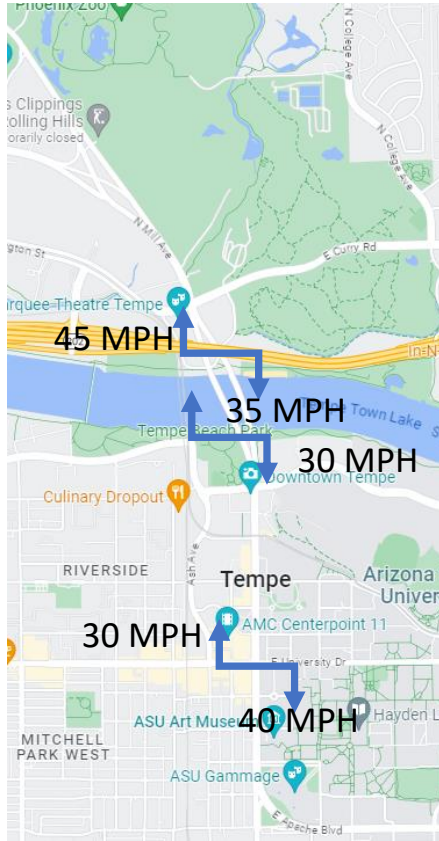 Phoenix Zoo
s Clippings
olling Hills
orarily closed
N College Ave
N College Ave
N Mill Ave
ngton St
E Curry Rd
rquee Theatre Tempe
45 MPH
In-N
35 MPH
Town Lake
Tempe Beach Park
30 MPH
Downtown Tempe
Culinary Dropout
Ash Ave
RIVERSIDE
Tempe
Arizona
Univer
AMC Centerpoint 11
30 MPH
E University Dr
ASU Art Museum
40 MPH
Hayden L
MITCHELL
PARK WEST
ASU Gammage
E Apache Blvd